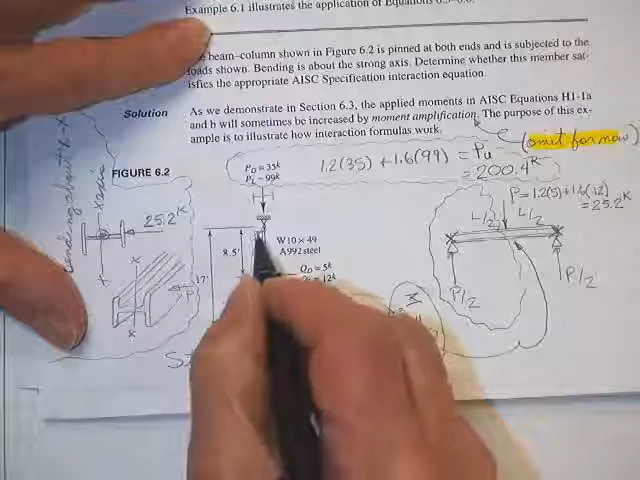 Example 6.1 illustrates the application of Equations
beam–column shown in Figure 6.2 is pinned at both ends and is subjected to the
loads shown. Bending is about the strong axis. Determine whether this member sat-
isfies the appropriate AISC Specification interaction equation.
Solution
As we demonstrate in Section 6.3, the applied moments in AISC Equations H1-1a
and b will sometimes be increased by moment amplification. The purpose of this ex-
ample is to illustrate how interaction formulas work.
(omit for now)
FIGURE 6.2
P_D = 35k
P_L = 99k
1.2(35) + 1.6(99) = Pu
= 200.4K
P = 1.2(5) + 1.6(12)
= 25.2K
L/2 L/2
Bending about x-x axis
25.2K
W10 × 49
A992 steel
8.5'
17'
Q_D = 5k
12k
P
x
x
P/2
P/2